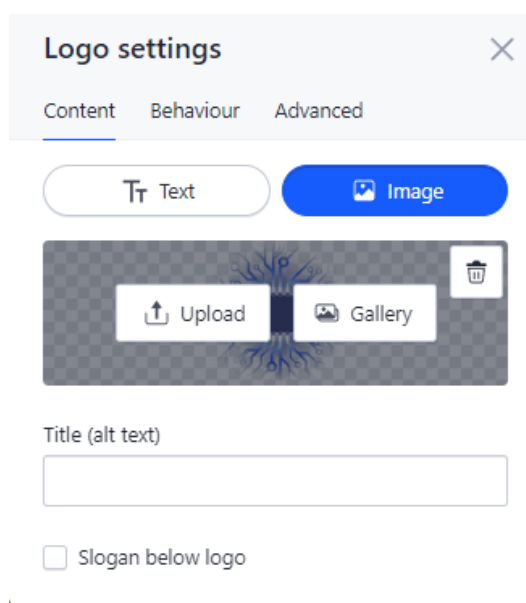 Logo settings
Content Behaviour Advanced
Text Image
Upload Gallery
Title (alt text)
Slogan below logo